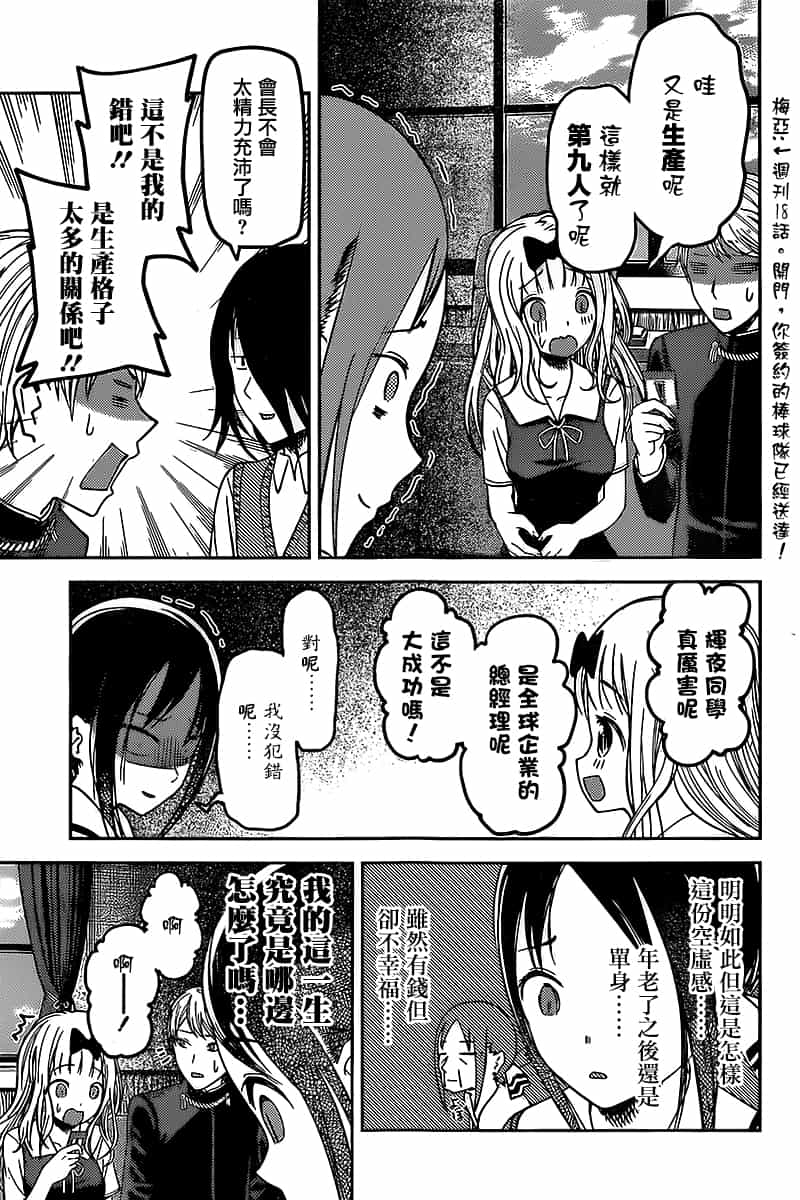 梅亞:←週刊18話。開門，你簽約的棒球隊已經送達！
哇
又是生產呢
這樣就
第九人了呢
會長不會
太精力充沛了嗎？
這不是我的
錯吧!!
是生產格子
太多的關係吧!!
輝夜同學
真厲害呢
是全球企業的
總經理呢
這不是
大成功嗎！
對呢……
我沒犯錯
呢……
明明如此但這是怎樣
這份空虛感……
年老了之後還是
單身……
雖然有錢但
卻不幸福……
我的這一生
究竟是哪邊
怎麼了嗎…
啊
啊——！